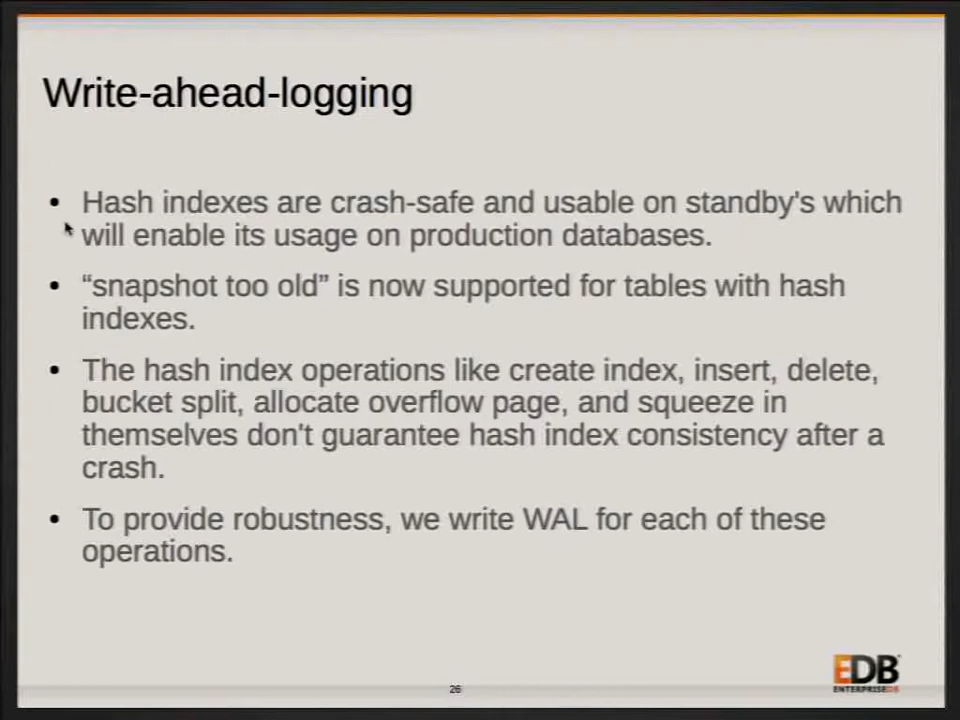 Write-ahead-logging
• Hash indexes are crash-safe and usable on standby's which
will enable its usage on production databases.
• “snapshot too old” is now supported for tables with hash
indexes.
• The hash index operations like create index, insert, delete,
bucket split, allocate overflow page, and squeeze in
themselves don't guarantee hash index consistency after a
crash.
• To provide robustness, we write WAL for each of these
operations.
EDB
ENTERPRISEDB
26